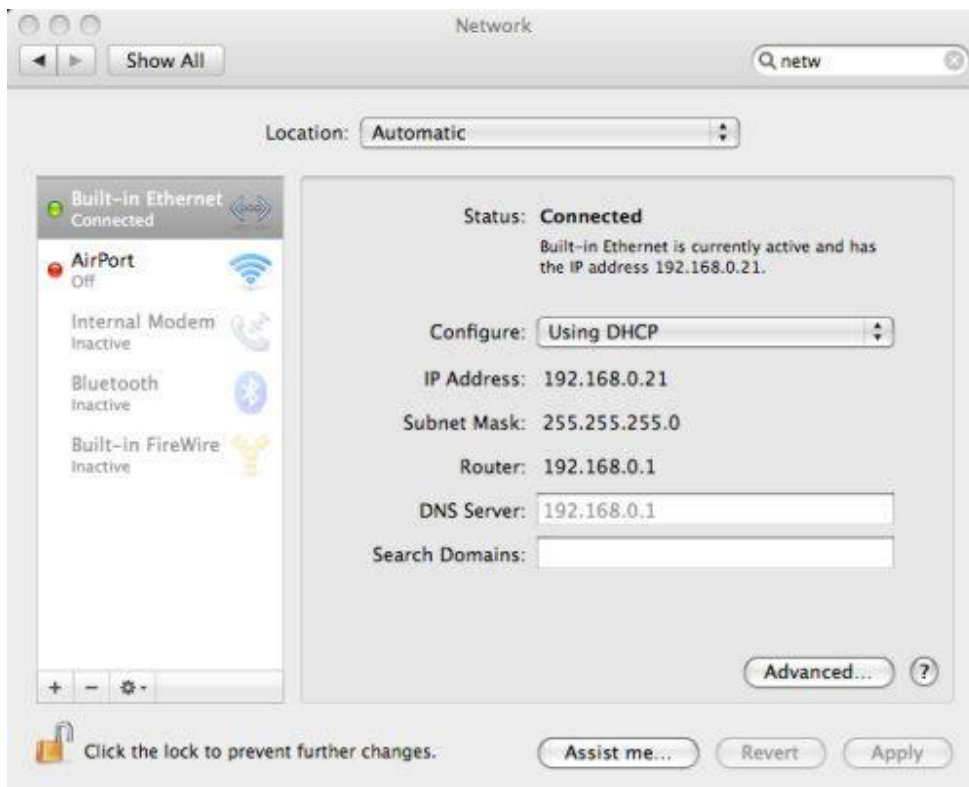 Network
Show All
netw
Location: Automatic
Built-in Ethernet
Connected
AirPort
Off
Internal Modem
Inactive
Bluetooth
Inactive
Built-in FireWire
Inactive
Status: Connected
Built-in Ethernet is currently active and has
the IP address 192.168.0.21.
Configure: Using DHCP
IP Address: 192.168.0.21
Subnet Mask: 255.255.255.0
Router: 192.168.0.1
DNS Server: 192.168.0.1
Search Domains:
Advanced... ?
+ −
Click the lock to prevent further changes.
Assist me... Revert Apply